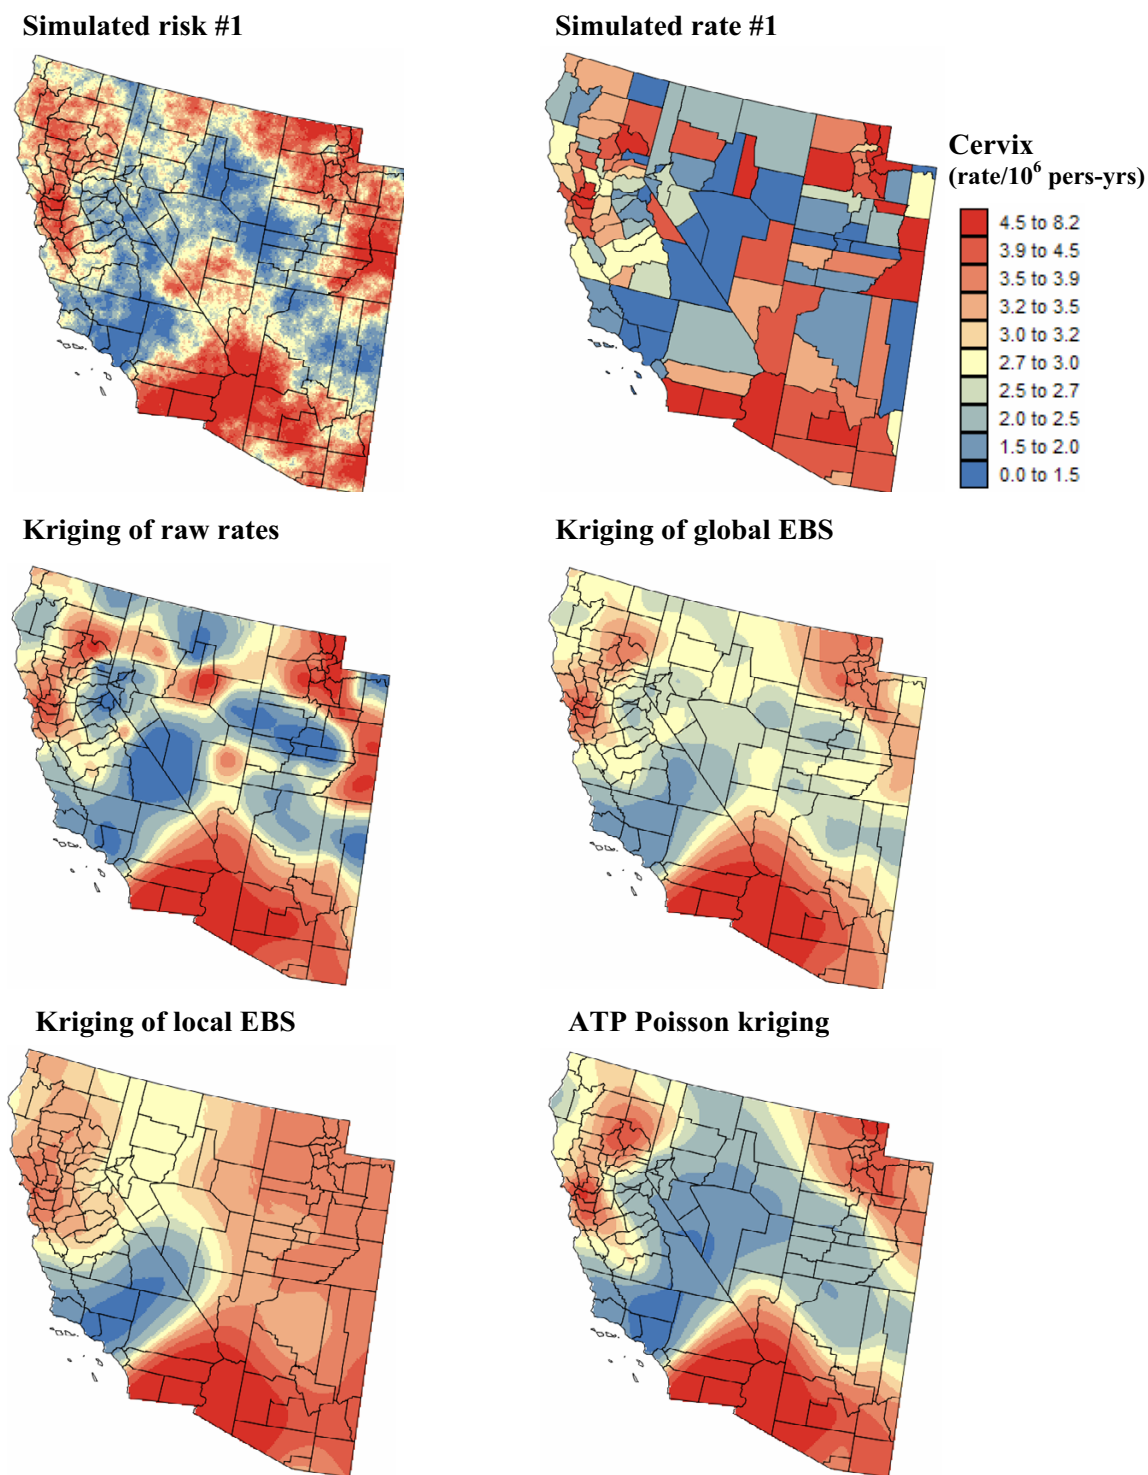 Simulated risk #1
Simulated rate #1
Cervix
(rate/10⁶ pers-yrs)
4.5 to 8.2
3.9 to 4.5
3.5 to 3.9
3.2 to 3.5
3.0 to 3.2
2.7 to 3.0
2.5 to 2.7
2.0 to 2.5
1.5 to 2.0
0.0 to 1.5
Kriging of raw rates
Kriging of global EBS
Kriging of local EBS
ATP Poisson kriging